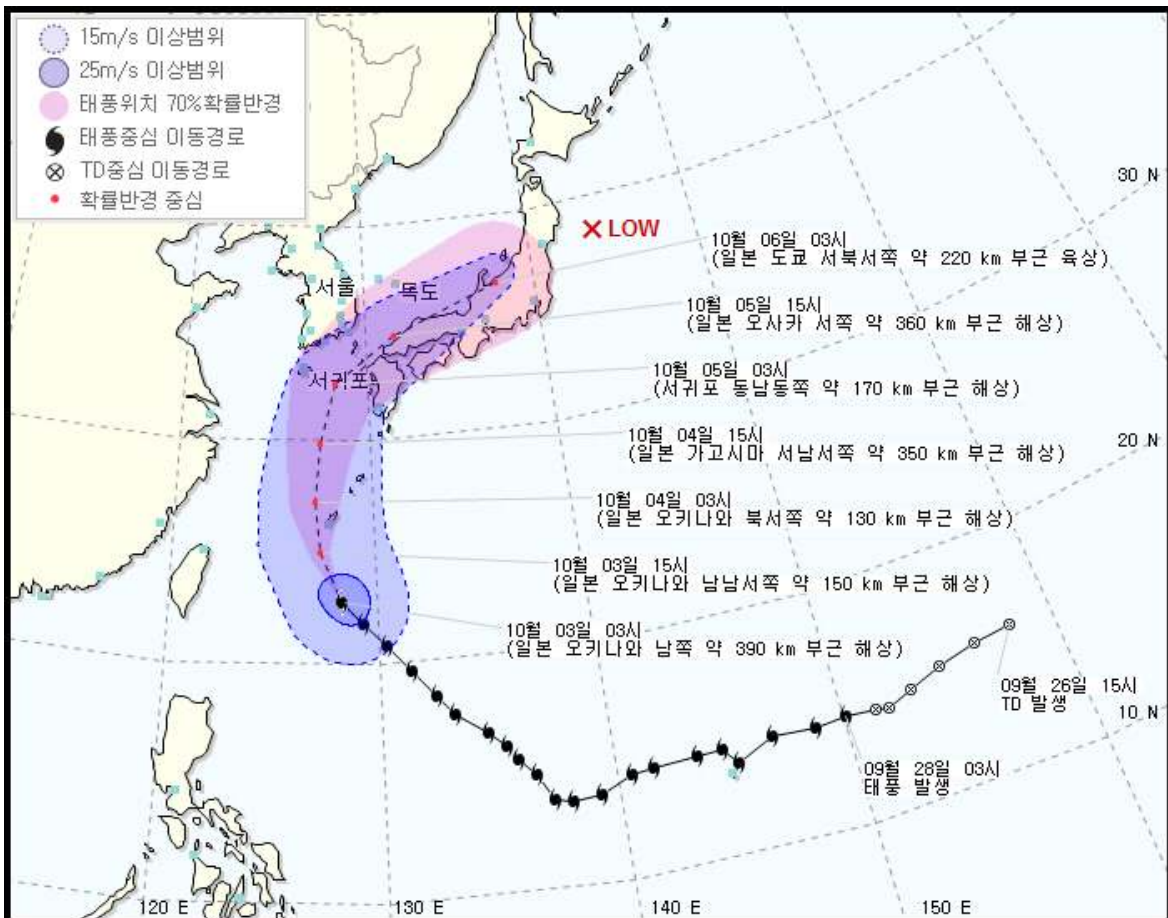 15m/s 이상범위
25m/s 이상범위
태풍위치 70%확률반경
태풍중심 이동경로
TD중심 이동경로
확률반경 중심
30 N
LOW
10월 06일 03시
(일본 도쿄 서북서쪽 약 220 km 부근 육상)
서울
독도
10월 05일 15시
(일본 오사카 서쪽 약 360 km 부근 해상)
서귀포
10월 05일 03시
(서귀포 동남동쪽 약 170 km 부근 해상)
10월 04일 15시
(일본 가고시마 서남서쪽 약 350 km 부근 해상)
20 N
10월 04일 03시
(일본 오키나와 북서쪽 약 130 km 부근 해상)
10월 03일 15시
(일본 오키나와 남남서쪽 약 150 km 부근 해상)
10월 03일 03시
(일본 오키나와 남쪽 약 390 km 부근 해상)
09월 26일 15시
TD 발생
10 N
09월 28일 03시
태풍 발생
120 E
130 E
140 E
150 E